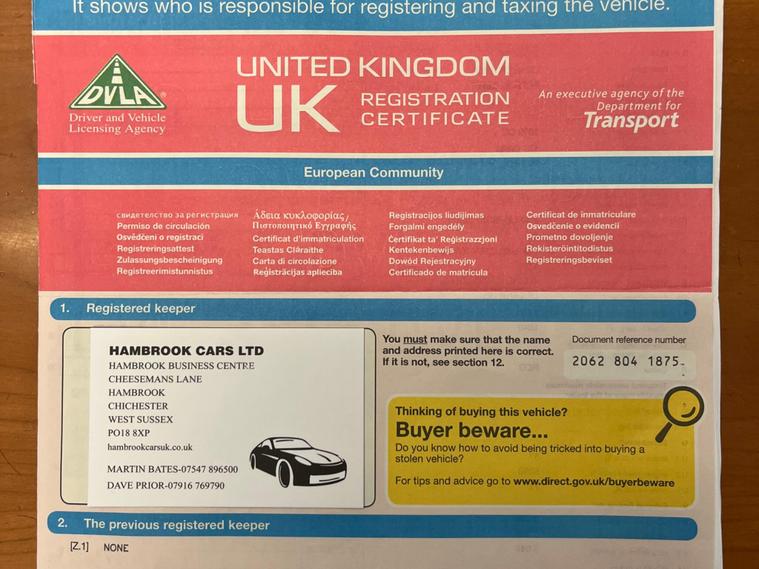 It shows who is responsible for registering and taxing the vehicle.
DVLA
Driver and Vehicle
Licensing Agency
UNITED KINGDOM
UK REGISTRATION
CERTIFICATE
An executive agency of the
Department for
Transport
European Community
свидетелство за регистрация
Permiso de circulación
Osvědčení o registraci
Registreringsattest
Zulassungsbescheinigung
Registreerimistunnistus
Άδεια κυκλοφορίας/
Πιστοποιητικό Εγγραφής
Certificat d'immatriculation
Teastas Cláraithe
Carta di circolazione
Reģistrācijas apliecība
Registracijos liudijimas
Forgalmi engedély
Ċertifikat ta' Reġistrazzjoni
Kentekenbewijs
Dowód Rejestracyjny
Certificado de matrícula
Certificat de inmatriculare
Osvedčenie o evidencii
Prometno dovoljenje
Rekisteröintitodistus
Registreringsbeviset
1. Registered keeper
HAMBROOK CARS LTD
HAMBROOK BUSINESS CENTRE
CHEESEMANS LANE
HAMBROOK
CHICHESTER
WEST SUSSEX
PO18 8XP
hambrookcarsuk.co.uk
MARTIN BATES-07547 896500
DAVE PRIOR-07916 769790
You must make sure that the name
and address printed here is correct.
If it is not, see section 12.
Document reference number
2062 804 1875
Thinking of buying this vehicle?
Buyer beware...
Do you know how to avoid being tricked into buying a
stolen vehicle?
For tips and advice go to www.direct.gov.uk/buyerbeware
2. The previous registered keeper
[Z.1] NONE